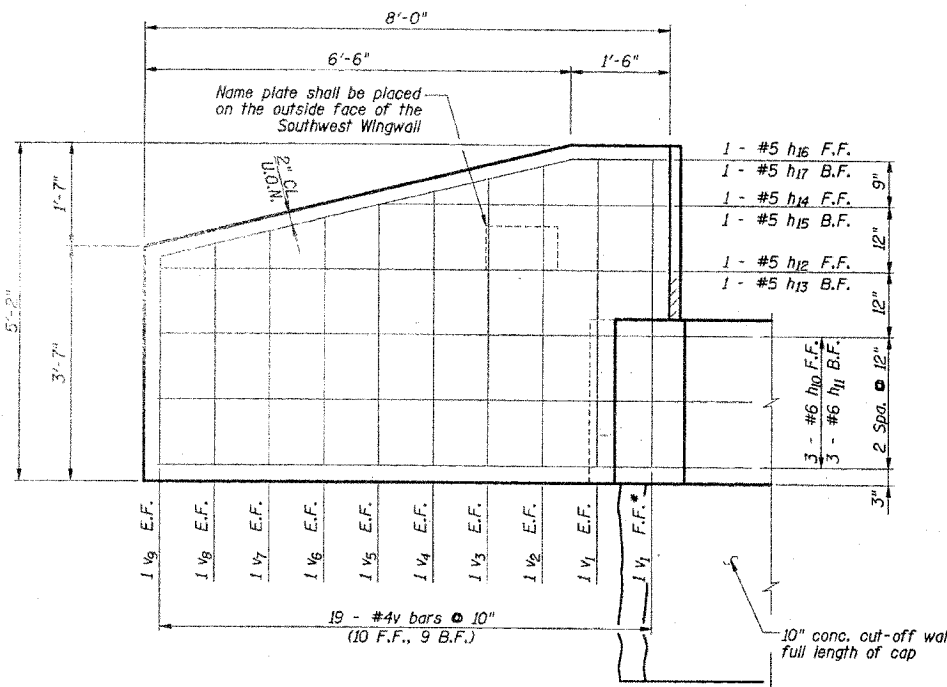 8'-0"
6'-6"
1'-6"
Name plate shall be placed
on the outside face of the
Southwest Wingwall
2" CL.
U.O.N.
5'-2"
1'-7"
3'-7"
1 - #5 h16 F.F.
1 - #5 h17 B.F.
1 - #5 h14 F.F.
1 - #5 h15 B.F.
1 - #5 h12 F.F.
1 - #5 h13 B.F.
9"
12"
12"
3 - #6 h10 F.F.
3 - #6 h11 B.F.
2 Spa. @ 12"
3"
1 v9 E.F.
1 v8 E.F.
1 v7 E.F.
1 v6 E.F.
1 v5 E.F.
1 v4 E.F.
1 v3 E.F.
1 v2 E.F.
1 v1 E.F.
1 v1 F.F.*
19 - #4v bars @ 10"
(10 F.F., 9 B.F.)
10" conc. cut-off wal
full length of cap